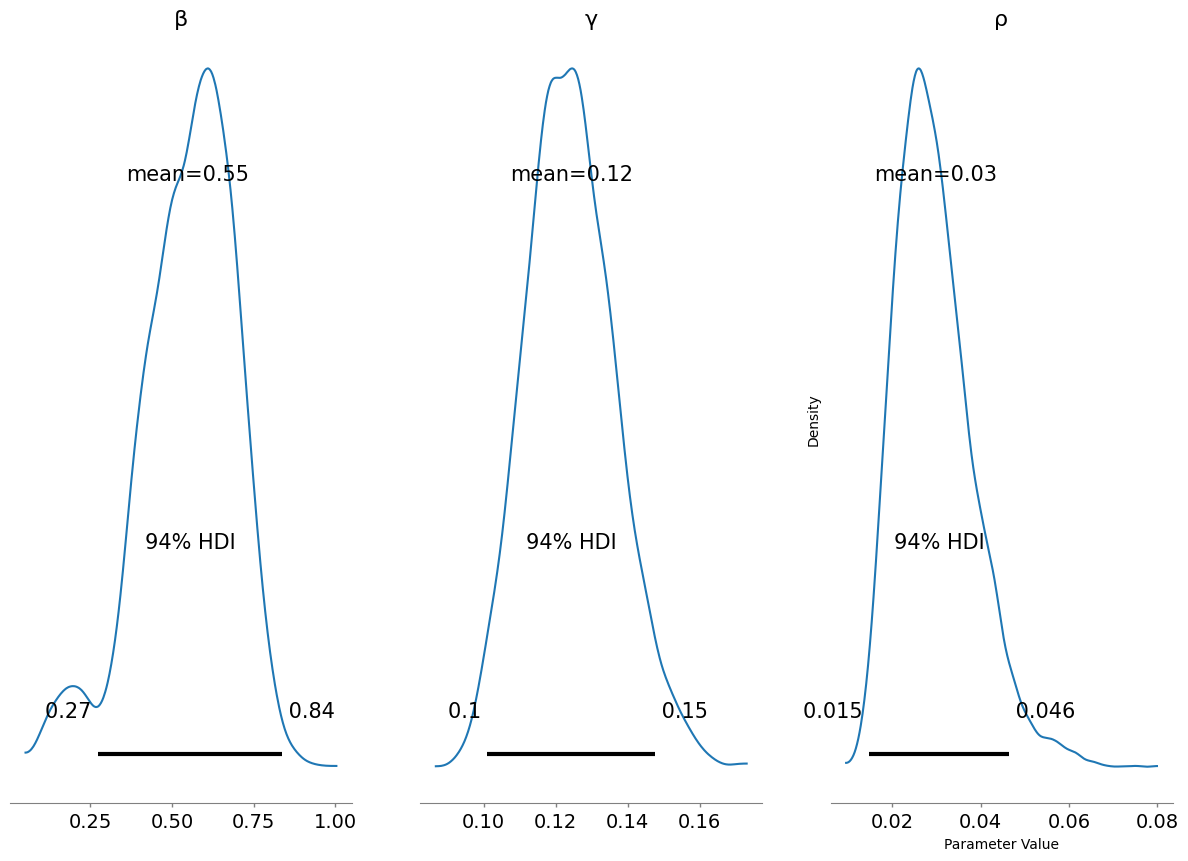 β
mean=0.55
94% HDI
0.27
0.84
0.25 0.50 0.75 1.00
γ
mean=0.12
94% HDI
0.1
0.15
0.10 0.12 0.14 0.16
ρ
mean=0.03
Density
94% HDI
0.015
0.046
0.02 0.04 0.06 0.08
Parameter Value